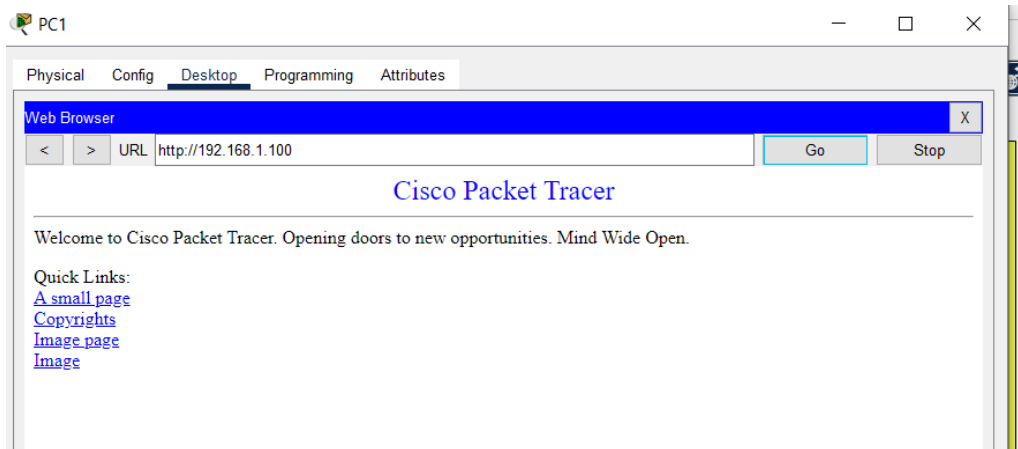 PC1
Physical Config Desktop Programming Attributes
Web Browser X
< > URL http://192.168.1.100 Go Stop
Cisco Packet Tracer
Welcome to Cisco Packet Tracer. Opening doors to new opportunities. Mind Wide Open.
Quick Links:
A small page
Copyrights
Image page
Image